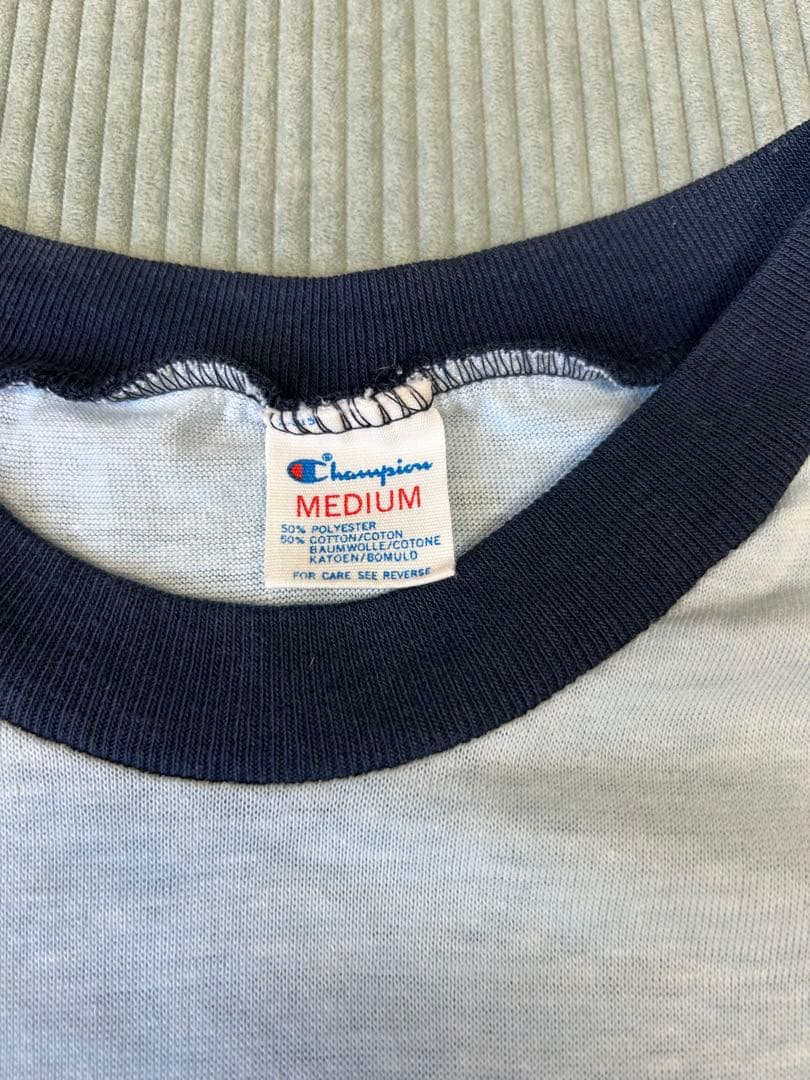 Champion®
MEDIUM
50% POLYESTER
50% COTTON/COTON
BAUMWOLLE/COTONE
KATOEN/BOMULD
FOR CARE SEE REVERSE